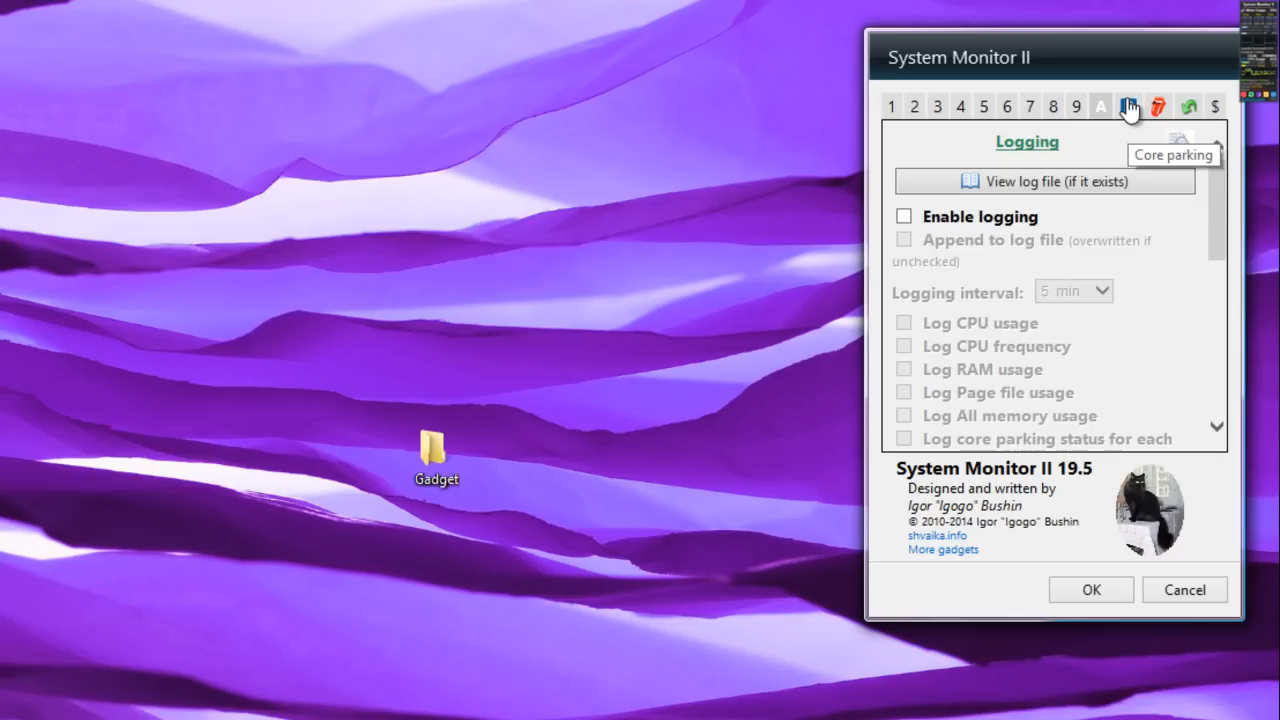 System Monitor II
1 2 3 4 5 6 7 8 9 A $
Logging
Core parking
View log file (if it exists)
Enable logging
Append to log file (overwritten if
unchecked)
Logging interval: 5 min
Log CPU usage
Log CPU frequency
Log RAM usage
Log Page file usage
Log All memory usage
Log core parking status for each
System Monitor II 19.5
Designed and written by
Igor "Igogo" Bushin
© 2010-2014 Igor "Igogo" Bushin
shvaika.info
More gadgets
OK Cancel
Gadget